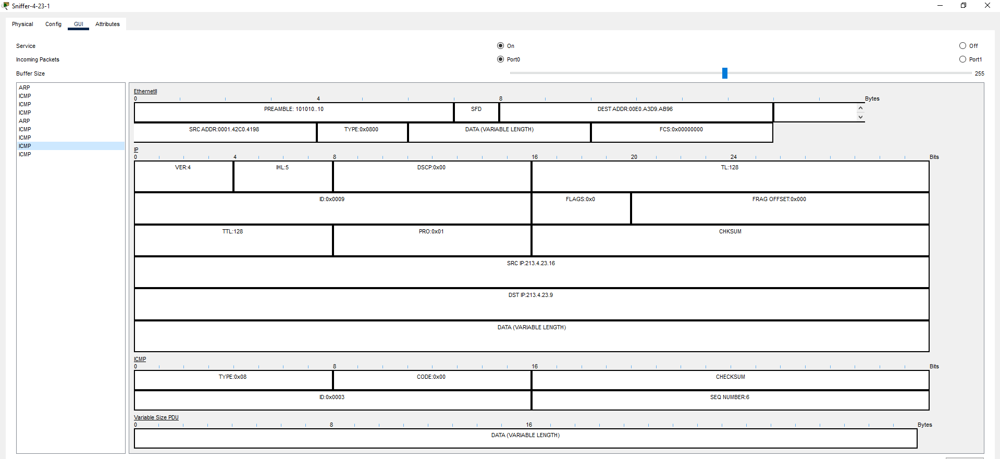 Sniffer-4-23-1
Physical Config GUI Attributes
Service On Off
Incoming Packets Port0 Port1
Buffer Size 255
ARP
ICMP
ICMP
ICMP
ARP
ICMP
ICMP
ICMP
ICMP
EthernetII
0 4 8 Bytes
PREAMBLE: 101010..10 SFD DEST ADDR:00E0.A3D9.AB96
SRC ADDR:0001.42C0.4198 TYPE:0x0800 DATA (VARIABLE LENGTH) FCS:0x00000000
IP
0 4 8 16 20 24 Bits
VER:4 IHL:5 DSCP:0x00 TL:128
ID:0x0009 FLAGS:0x0 FRAG OFFSET:0x000
TTL:128 PRO:0x01 CHKSUM
SRC IP:213.4.23.16
DST IP:213.4.23.9
DATA (VARIABLE LENGTH)
ICMP
0 8 16 Bits
TYPE:0x08 CODE:0x00 CHECKSUM
ID:0x0003 SEQ NUMBER:6
Variable Size PDU
0 8 16 Bytes
DATA (VARIABLE LENGTH)